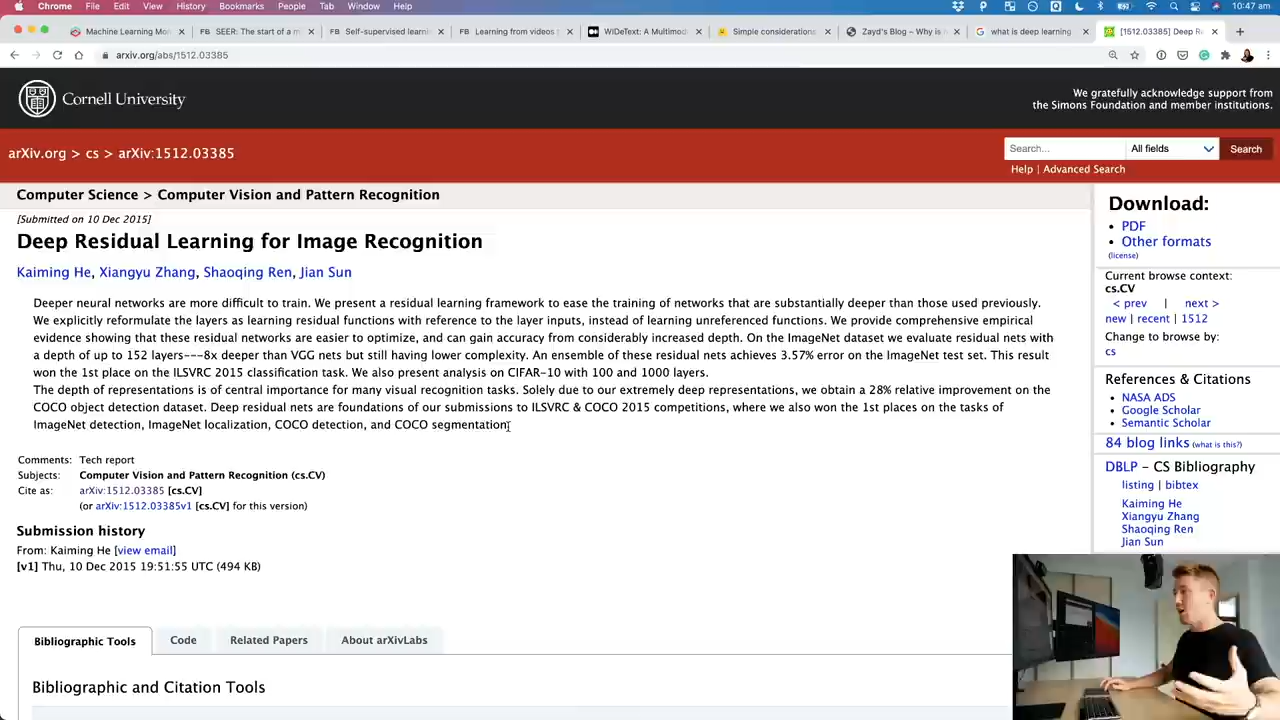 Chrome File Edit View History Bookmarks People Tab Window Help 10:47 am
Machine Learning Mo
SEER: The start of a m
Self-supervised learni
Learning from videos
WIDeText: A Multimod
Simple considerations
Zayd's Blog – Why is
what is deep learning
[1512.03385] Deep Re
arxiv.org/abs/1512.03385
Cornell University
We gratefully acknowledge support from
the Simons Foundation and member institutions.
arXiv.org > cs > arXiv:1512.03385
Search... All fields Search
Help | Advanced Search
Computer Science > Computer Vision and Pattern Recognition
[Submitted on 10 Dec 2015]
Deep Residual Learning for Image Recognition
Kaiming He, Xiangyu Zhang, Shaoqing Ren, Jian Sun
Deeper neural networks are more difficult to train. We present a residual learning framework to ease the training of networks that are substantially deeper than those used previously.
We explicitly reformulate the layers as learning residual functions with reference to the layer inputs, instead of learning unreferenced functions. We provide comprehensive empirical
evidence showing that these residual networks are easier to optimize, and can gain accuracy from considerably increased depth. On the ImageNet dataset we evaluate residual nets with
a depth of up to 152 layers---8x deeper than VGG nets but still having lower complexity. An ensemble of these residual nets achieves 3.57% error on the ImageNet test set. This result
won the 1st place on the ILSVRC 2015 classification task. We also present analysis on CIFAR-10 with 100 and 1000 layers.
The depth of representations is of central importance for many visual recognition tasks. Solely due to our extremely deep representations, we obtain a 28% relative improvement on the
COCO object detection dataset. Deep residual nets are foundations of our submissions to ILSVRC & COCO 2015 competitions, where we also won the 1st places on the tasks of
ImageNet detection, ImageNet localization, COCO detection, and COCO segmentation.
Comments: Tech report
Subjects: Computer Vision and Pattern Recognition (cs.CV)
Cite as: arXiv:1512.03385 [cs.CV]
(or arXiv:1512.03385v1 [cs.CV] for this version)
Submission history
From: Kaiming He [view email]
[v1] Thu, 10 Dec 2015 19:51:55 UTC (494 KB)
Bibliographic Tools Code Related Papers About arXivLabs
Bibliographic and Citation Tools
Download:
• PDF
• Other formats
(license)
Current browse context:
cs.CV
< prev | next >
new | recent | 1512
Change to browse by:
cs
References & Citations
• NASA ADS
• Google Scholar
• Semantic Scholar
84 blog links (what is this?)
DBLP – CS Bibliography
listing | bibtex
Kaiming He
Xiangyu Zhang
Shaoqing Ren
Jian Sun